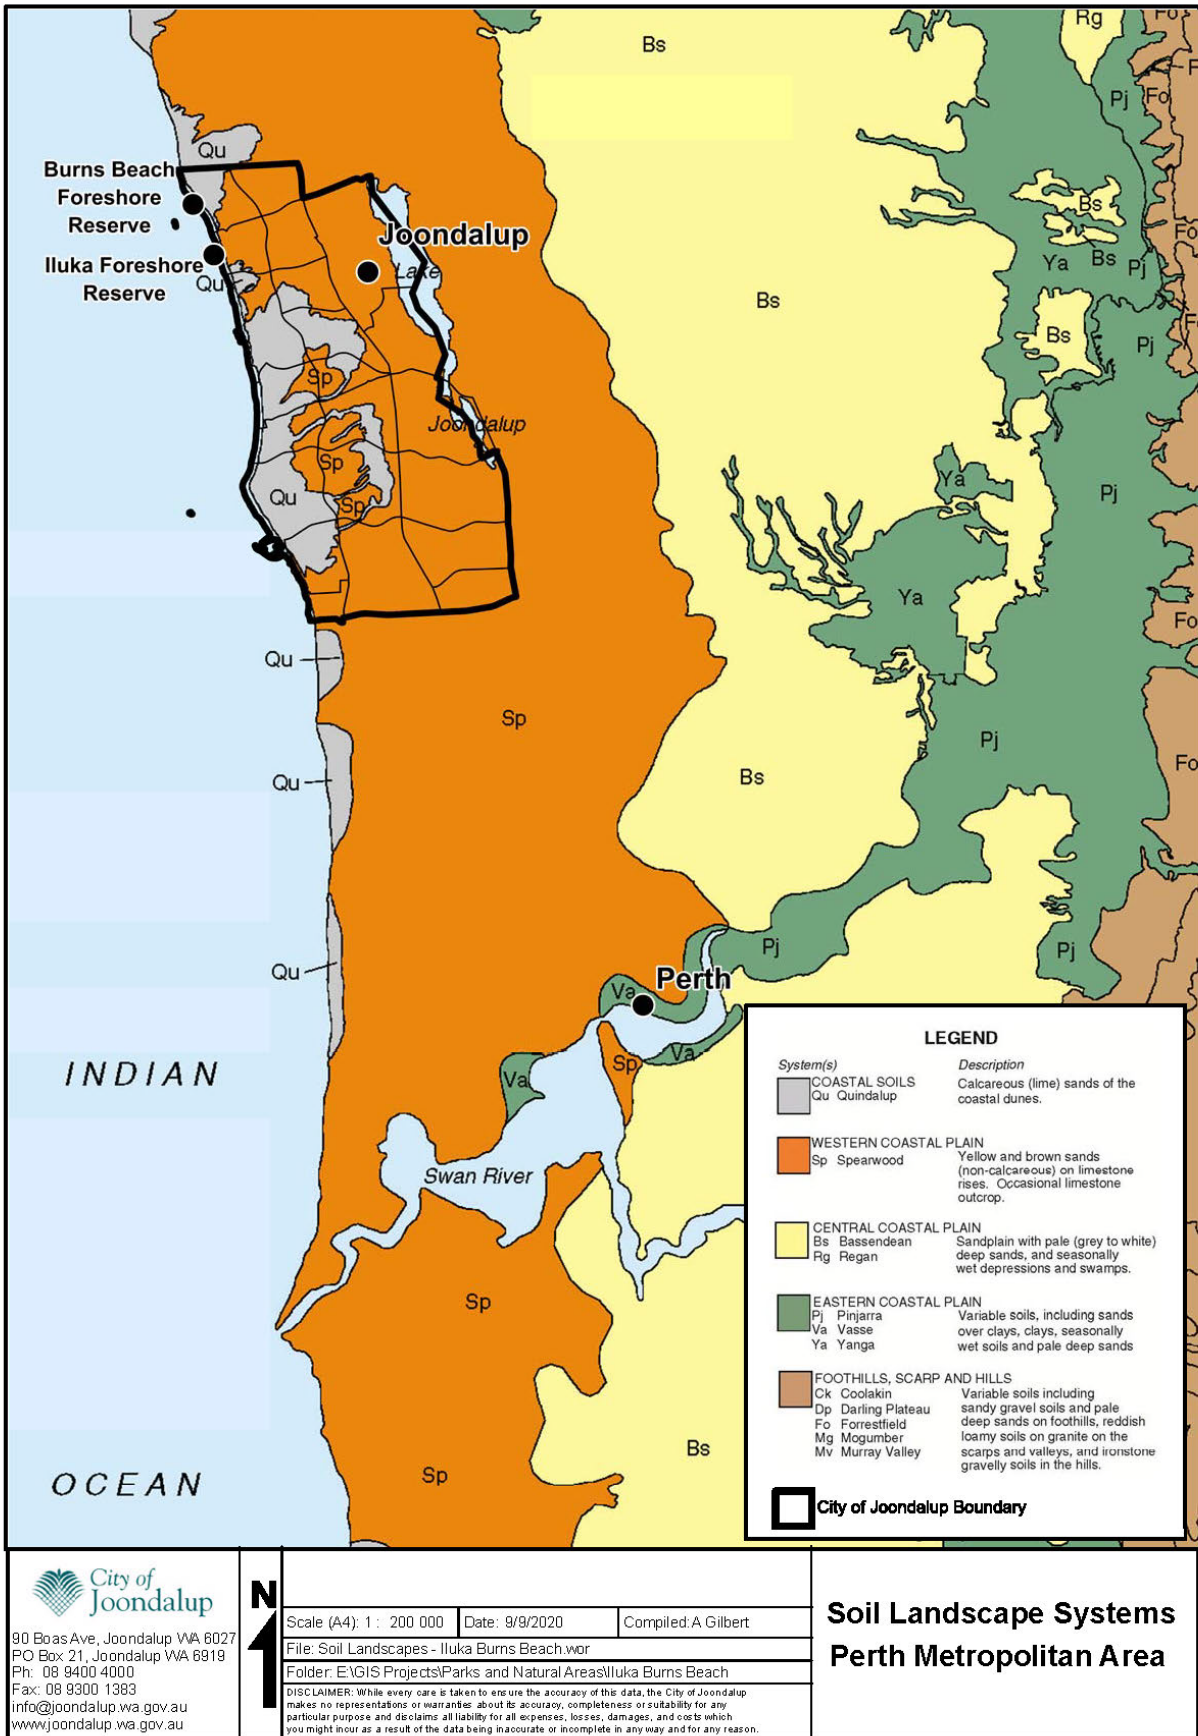 Bs
Rg
Fo
F
Pj
Fo
Qu
Burns Beach
Foreshore
Reserve
Bs
Fo
Joondalup
Iluka Foreshore
Reserve
Qu
Lake
Ya
Bs
Pj
Bs
Fo
Bs
Pj
Sp
Joondalup
Sp
Qu
Sp
Ya
Pj
Ya
Fo
Qu
Sp
Pj
Qu
Bs
Fo
Pj
Pj
Qu
Perth
Va
Va
Sp
Va
INDIAN
Swan River
Sp
Bs
Sp
OCEAN
LEGEND
System(s) Description
COASTAL SOILS Calcareous (lime) sands of the
Qu Quindalup coastal dunes.
WESTERN COASTAL PLAIN
Sp Spearwood Yellow and brown sands
(non-calcareous) on limestone
rises. Occasional limestone
outcrop.
CENTRAL COASTAL PLAIN
Bs Bassendean Sandplain with pale (grey to white)
Rg Regan deep sands, and seasonally
wet depressions and swamps.
EASTERN COASTAL PLAIN
Pj Pinjarra Variable soils, including sands
Va Vasse over clays, clays, seasonally
Ya Yanga wet soils and pale deep sands
FOOTHILLS, SCARP AND HILLS
Ck Coolakin Variable soils including
Dp Darling Plateau sandy gravel soils and pale
Fo Forrestfield deep sands on foothills, reddish
Mg Mogumber loamy soils on granite on the
Mv Murray Valley scarps and valleys, and ironstone
gravelly soils in the hills.
City of Joondalup Boundary
City of
Joondalup
90 Boas Ave, Joondalup WA 6027
PO Box 21, Joondalup WA 6919
Ph: 08 9400 4000
Fax: 08 9300 1383
info@joondalup.wa.gov.au
www.joondalup.wa.gov.au
N
Scale (A4): 1 : 200 000 Date: 9/9/2020 Compiled: A Gilbert
File: Soil Landscapes - Iluka Burns Beach.wor
Folder: E:\GIS Projects\Parks and Natural Areas\Iluka Burns Beach
DISCLAIMER: While every care is taken to ensure the accuracy of this data, the City of Joondalup
makes no representations or warranties about its accuracy, completeness or suitability for any
particular purpose and disclaims all liability for all expenses, losses, damages, and costs which
you might incur as a result of the data being inaccurate or incomplete in any way and for any reason.
Soil Landscape Systems
Perth Metropolitan Area